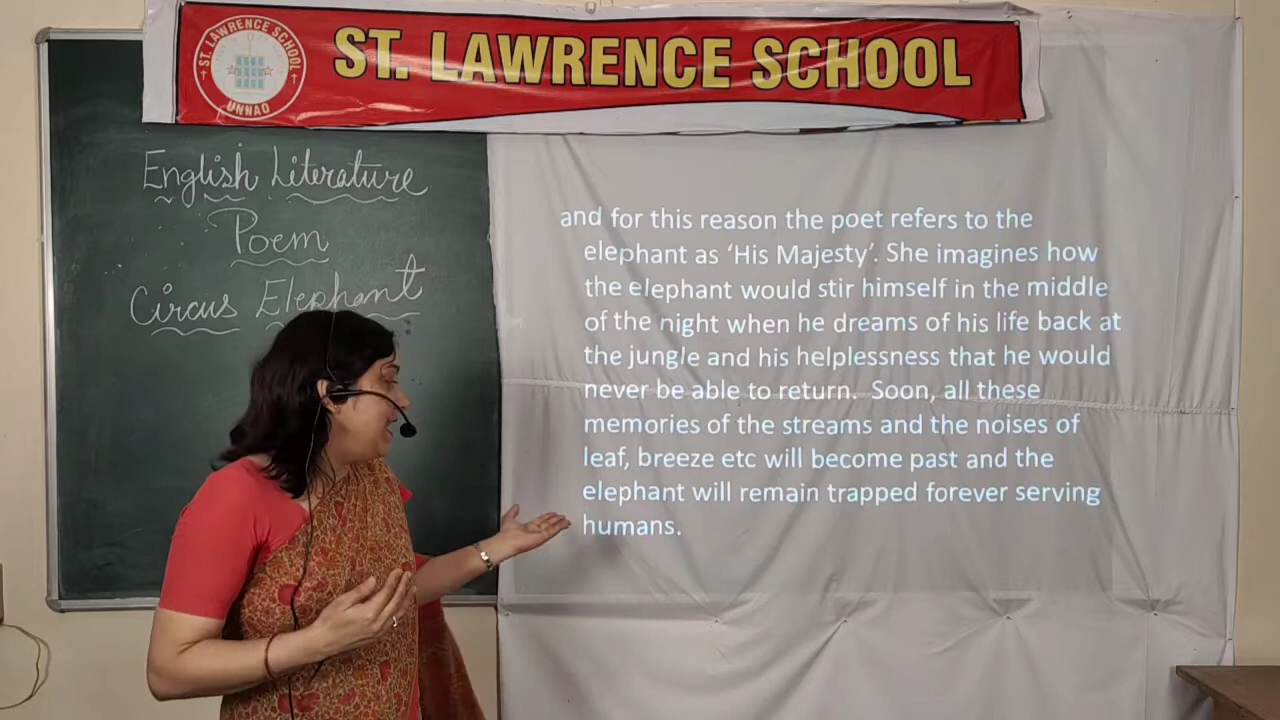 ST. LAWRENCE SCHOOL
UNNAO
ST. LAWRENCE SCHOOL
English Literature
Poem
Circus Elephant
and for this reason the poet refers to the
elephant as ‘His Majesty’. She imagines how
the elephant would stir himself in the middle
of the night when he dreams of his life back at
the jungle and his helplessness that he would
never be able to return. Soon, all these
memories of the streams and the noises of
leaf, breeze etc will become past and the
elephant will remain trapped forever serving
humans.